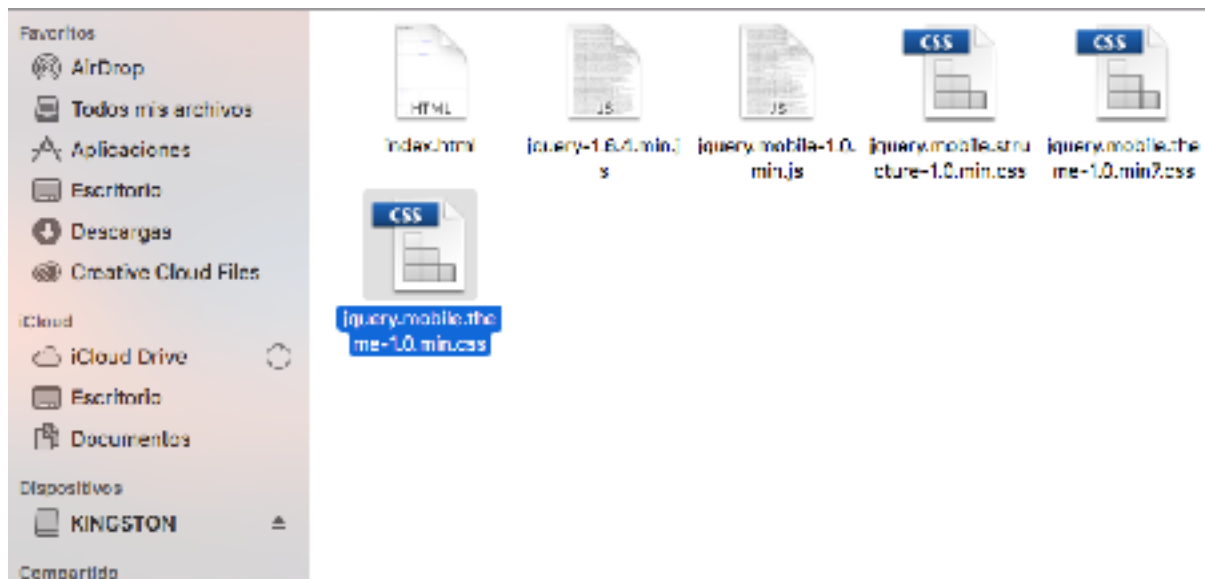 Favoritos
AirDrop
Todos mis archivos
Aplicaciones
Escritorio
Descargas
Creative Cloud Files
iCloud
iCloud Drive
Escritorio
Documentos
Dispositivos
KINGSTON
Compartido
HTML
index.html
JS
jquery-1.6.4.min.j
s
JS
jquery.mobile-1.0.
min.js
CSS
jquery.mobile.stru
cture-1.0.min.css
CSS
jquery.mobile.the
me-1.0.min7.css
CSS
jquery.mobile.the
me-1.0.min.css